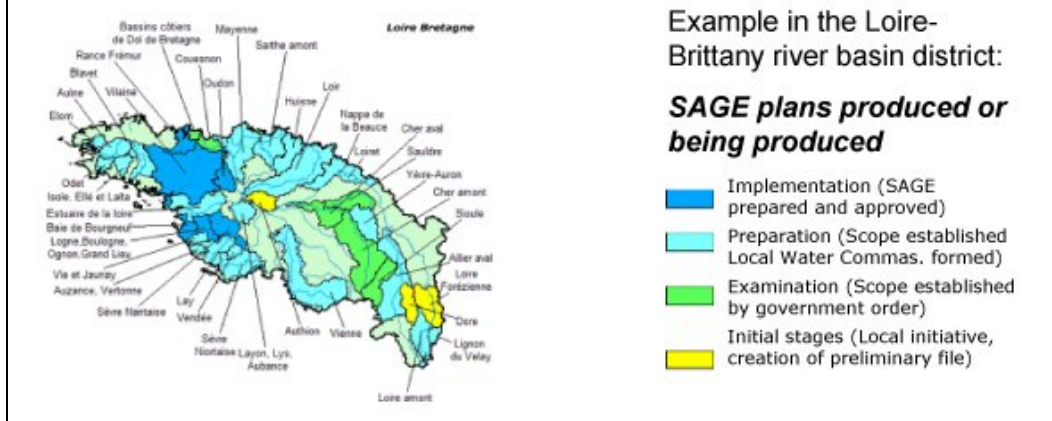 Loire Bretagne
Bassins côtiers
de Dol de Bretagne
Mayenne
Rance Frémur
Couesnon
Sarthe amont
Blavet
Oudon
Loir
Aulne
Vilaine
Huisne
Elorn
Nappe de
la Beauce
Cher aval
Loiret
Sauldre
Yèvre-Auron
Cher amont
Sioule
Odet
Isole, Ellé et Laïta
Estuaire de la loire
Baie de Bourgneuf
Logne,Boulogne,
Ognon,Grand Lieu
Vie et Jaunay
Auzance, Vertonne
Sèvre Nantaise
Lay
Vendée
Sèvre
Niortaise
Layon, Lys,
Aubance
Authion
Vienne
Allier aval
Loire
Forézienne
Dore
Lignon
du Velay
Loire amont
Example in the Loire-
Brittany river basin district:
SAGE plans produced or
being produced
Implementation (SAGE
prepared and approved)
Preparation (Scope established
Local Water Commas. formed)
Examination (Scope established
by government order)
Initial stages (Local initiative,
creation of preliminary file)